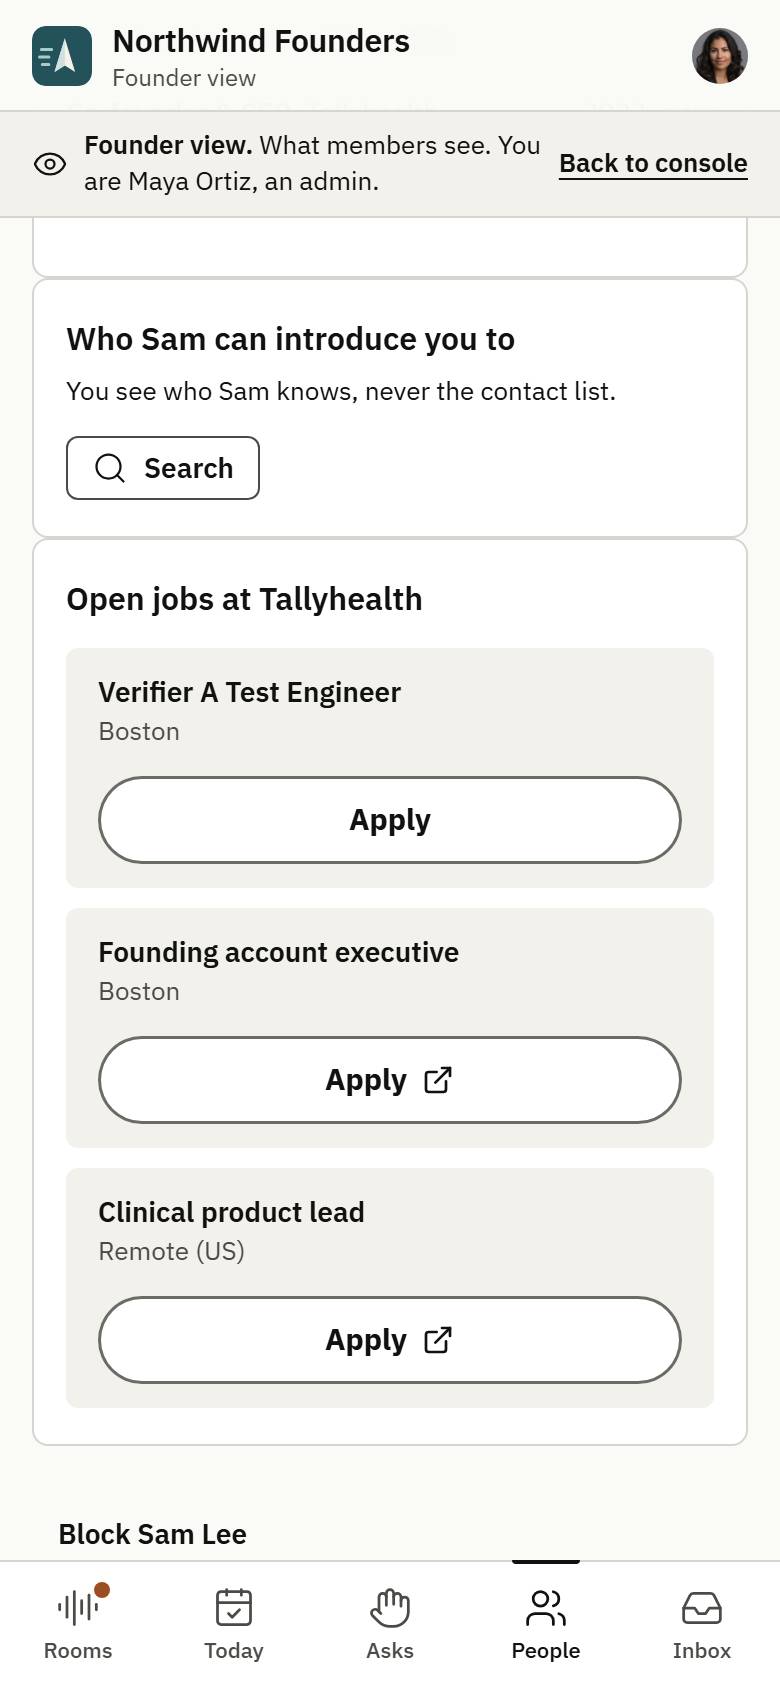 Northwind Founders
Founder view
Founder view. What members see. You
are Maya Ortiz, an admin.
Back to console
Who Sam can introduce you to
You see who Sam knows, never the contact list.
Search
Open jobs at Tallyhealth
Verifier A Test Engineer
Boston
Apply
Founding account executive
Boston
Apply
Clinical product lead
Remote (US)
Apply
Block Sam Lee
Rooms
Today
Asks
People
Inbox